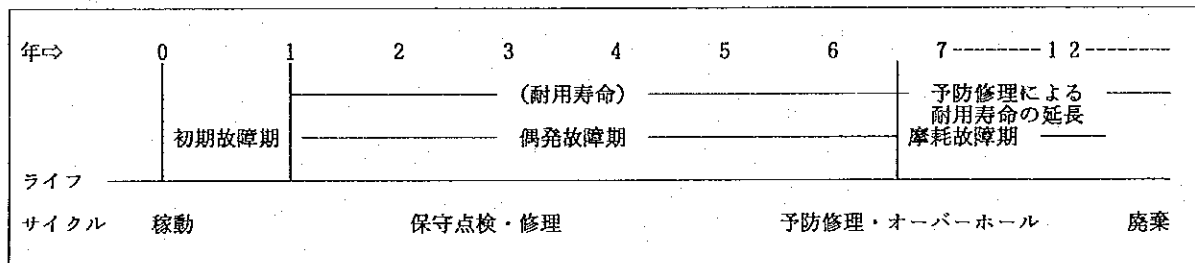 年⇨ 0 1 2 3 4 5 6 7---------12-------
(耐用寿命) 予防修理による
耐用寿命の延長
初期故障期 偶発故障期 摩耗故障期
ライフ
サイクル 稼動 保守点検・修理 予防修理・オーバーホール 廃棄